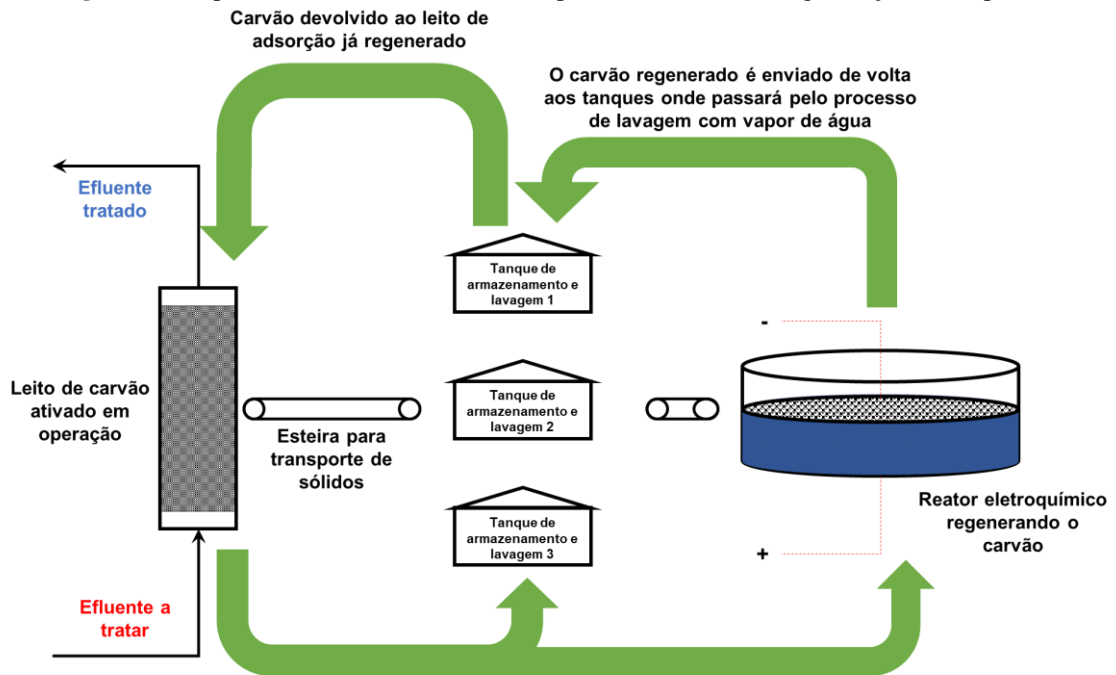 Carvão devolvido ao leito de
adsorção já regenerado
O carvão regenerado é enviado de volta
aos tanques onde passará pelo processo
de lavagem com vapor de água
Efluente
tratado
Tanque de
armazenamento e
lavagem 1
-
Leito de carvão
ativado em
operação
Tanque de
armazenamento e
lavagem 2
Esteira para
transporte de
sólidos
Reator eletroquímico
regenerando o
carvão
Tanque de
armazenamento e
lavagem 3
+
Efluente a
tratar